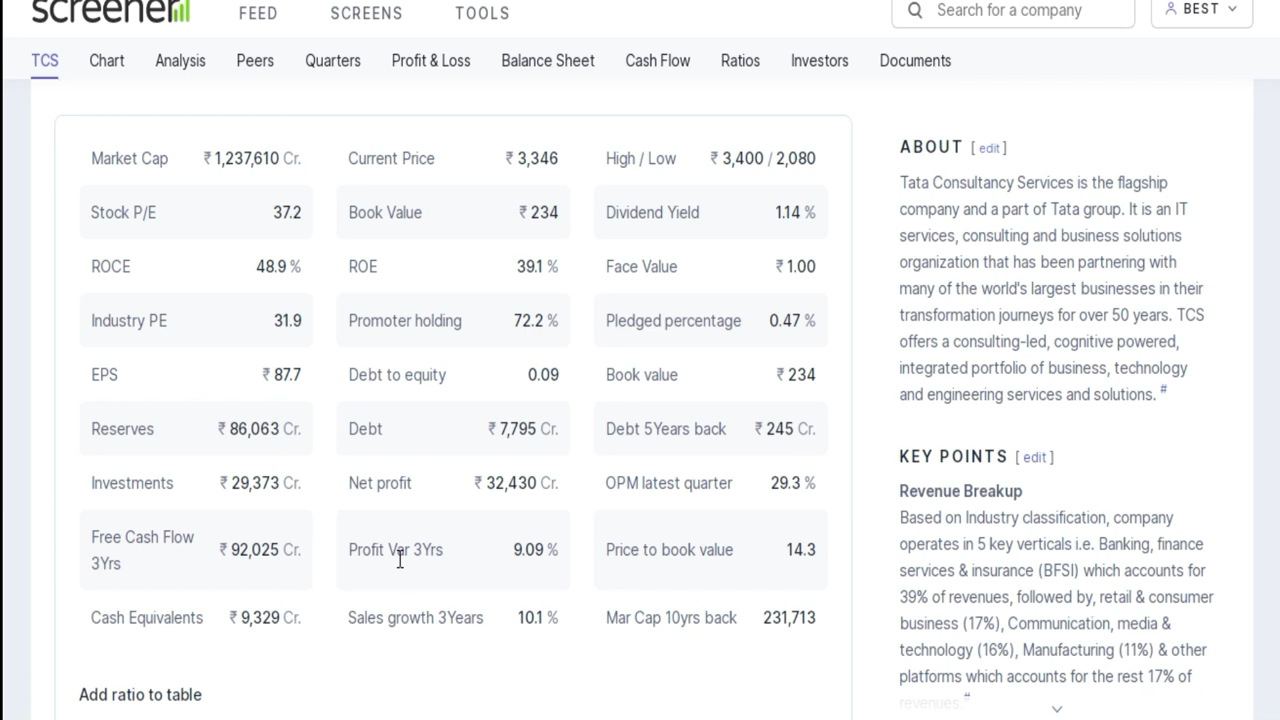 screener
FEED SCREENS TOOLS
Search for a company
BEST
TCS Chart Analysis Peers Quarters Profit & Loss Balance Sheet Cash Flow Ratios Investors Documents
Market Cap ₹ 1,237,610 Cr. Current Price ₹ 3,346 High / Low ₹ 3,400 / 2,080
Stock P/E 37.2 Book Value ₹ 234 Dividend Yield 1.14 %
ROCE 48.9 % ROE 39.1 % Face Value ₹ 1.00
Industry PE 31.9 Promoter holding 72.2 % Pledged percentage 0.47 %
EPS ₹ 87.7 Debt to equity 0.09 Book value ₹ 234
Reserves ₹ 86,063 Cr. Debt ₹ 7,795 Cr. Debt 5Years back ₹ 245 Cr.
Investments ₹ 29,373 Cr. Net profit ₹ 32,430 Cr. OPM latest quarter 29.3 %
Free Cash Flow
3Yrs ₹ 92,025 Cr. Profit Var 3Yrs 9.09 % Price to book value 14.3
Cash Equivalents ₹ 9,329 Cr. Sales growth 3Years 10.1 % Mar Cap 10yrs back 231,713
Add ratio to table
ABOUT [ edit ]
Tata Consultancy Services is the flagship
company and a part of Tata group. It is an IT
services, consulting and business solutions
organization that has been partnering with
many of the world's largest businesses in their
transformation journeys for over 50 years. TCS
offers a consulting-led, cognitive powered,
integrated portfolio of business, technology
and engineering services and solutions. #
KEY POINTS [ edit ]
Revenue Breakup
Based on Industry classification, company
operates in 5 key verticals i.e. Banking, finance
services & insurance (BFSI) which accounts for
39% of revenues, followed by, retail & consumer
business (17%), Communication, media &
technology (16%), Manufacturing (11%) & other
platforms which accounts for the rest 17% of
revenues. #